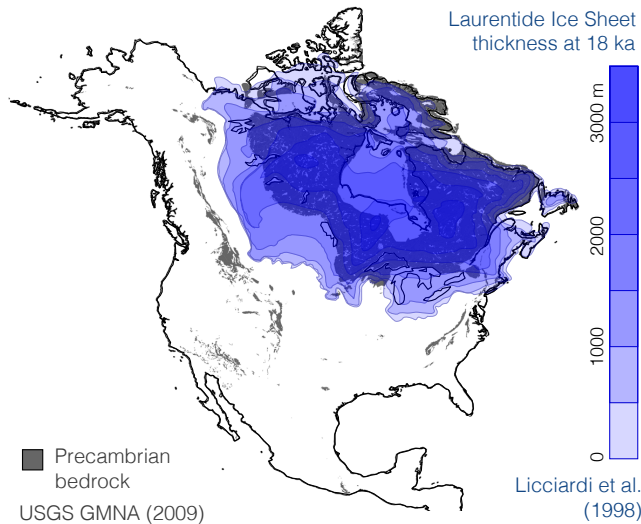 Laurentide Ice Sheet
thickness at 18 ka
3000 m
2000
1000
0
Precambrian
bedrock
USGS GMNA (2009)
Licciardi et al.
(1998)